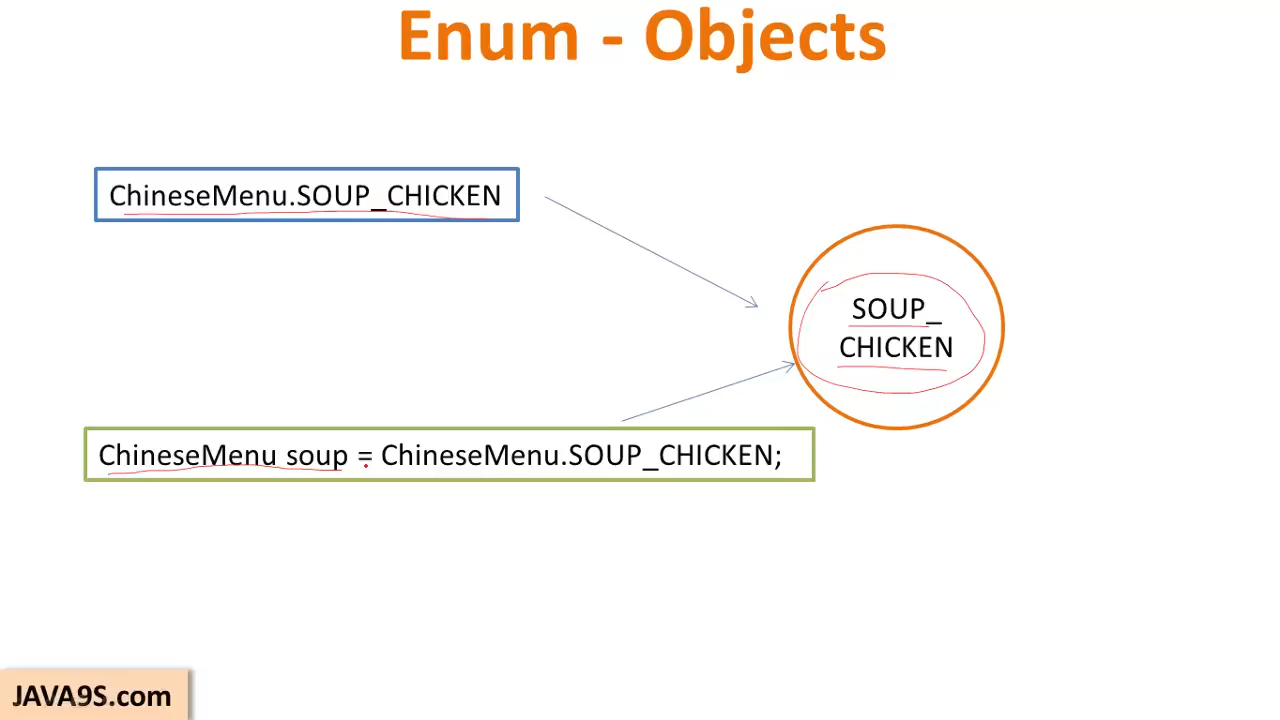 Enum - Objects
ChineseMenu.SOUP_CHICKEN
SOUP_
CHICKEN
ChineseMenu soup = ChineseMenu.SOUP_CHICKEN;
JAVA9S.com